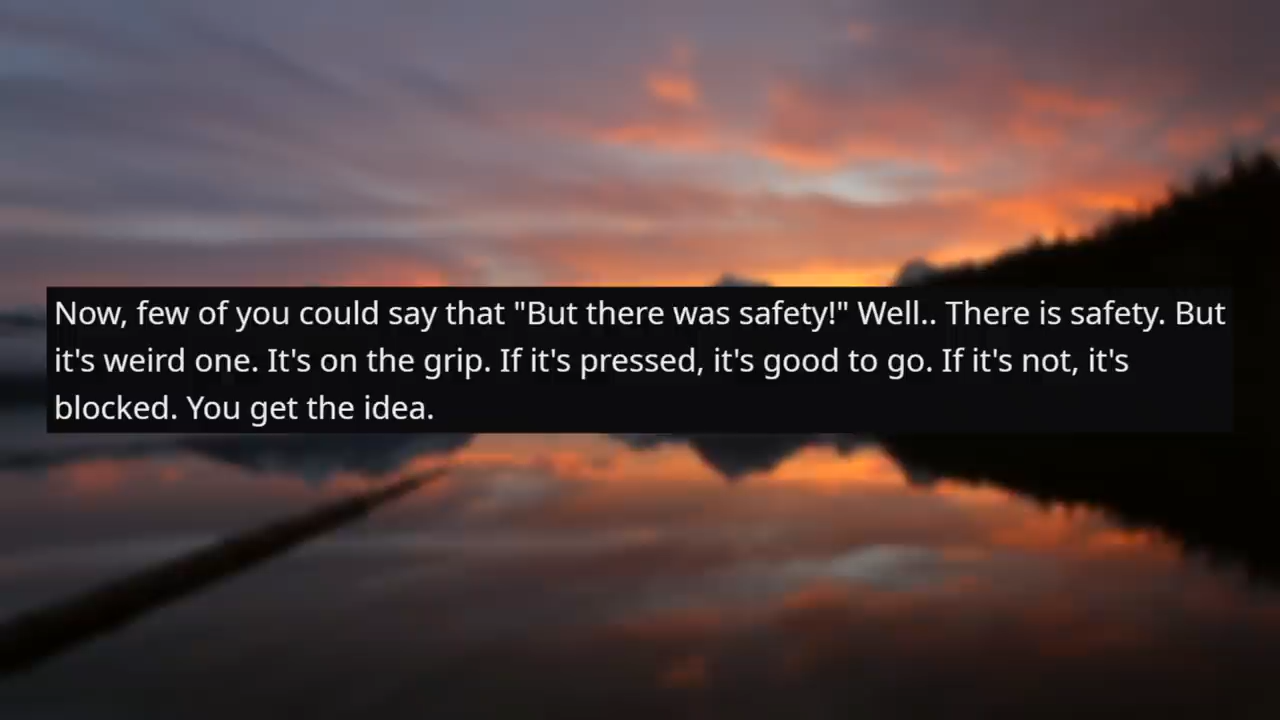 Now, few of you could say that "But there was safety!" Well.. There is safety. But
it's weird one. It's on the grip. If it's pressed, it's good to go. If it's not, it's
blocked. You get the idea.